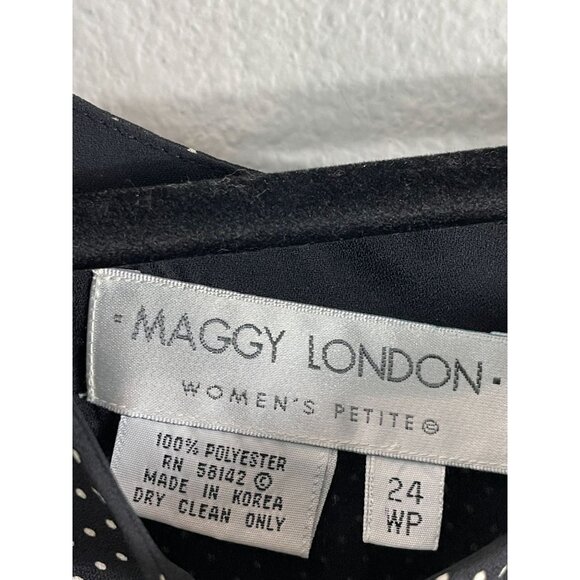 - MAGGY LONDON -
WOMEN'S PETITE ®
100% POLYESTER
RN 58142 ©
MADE IN KOREA
DRY CLEAN ONLY
24
WP